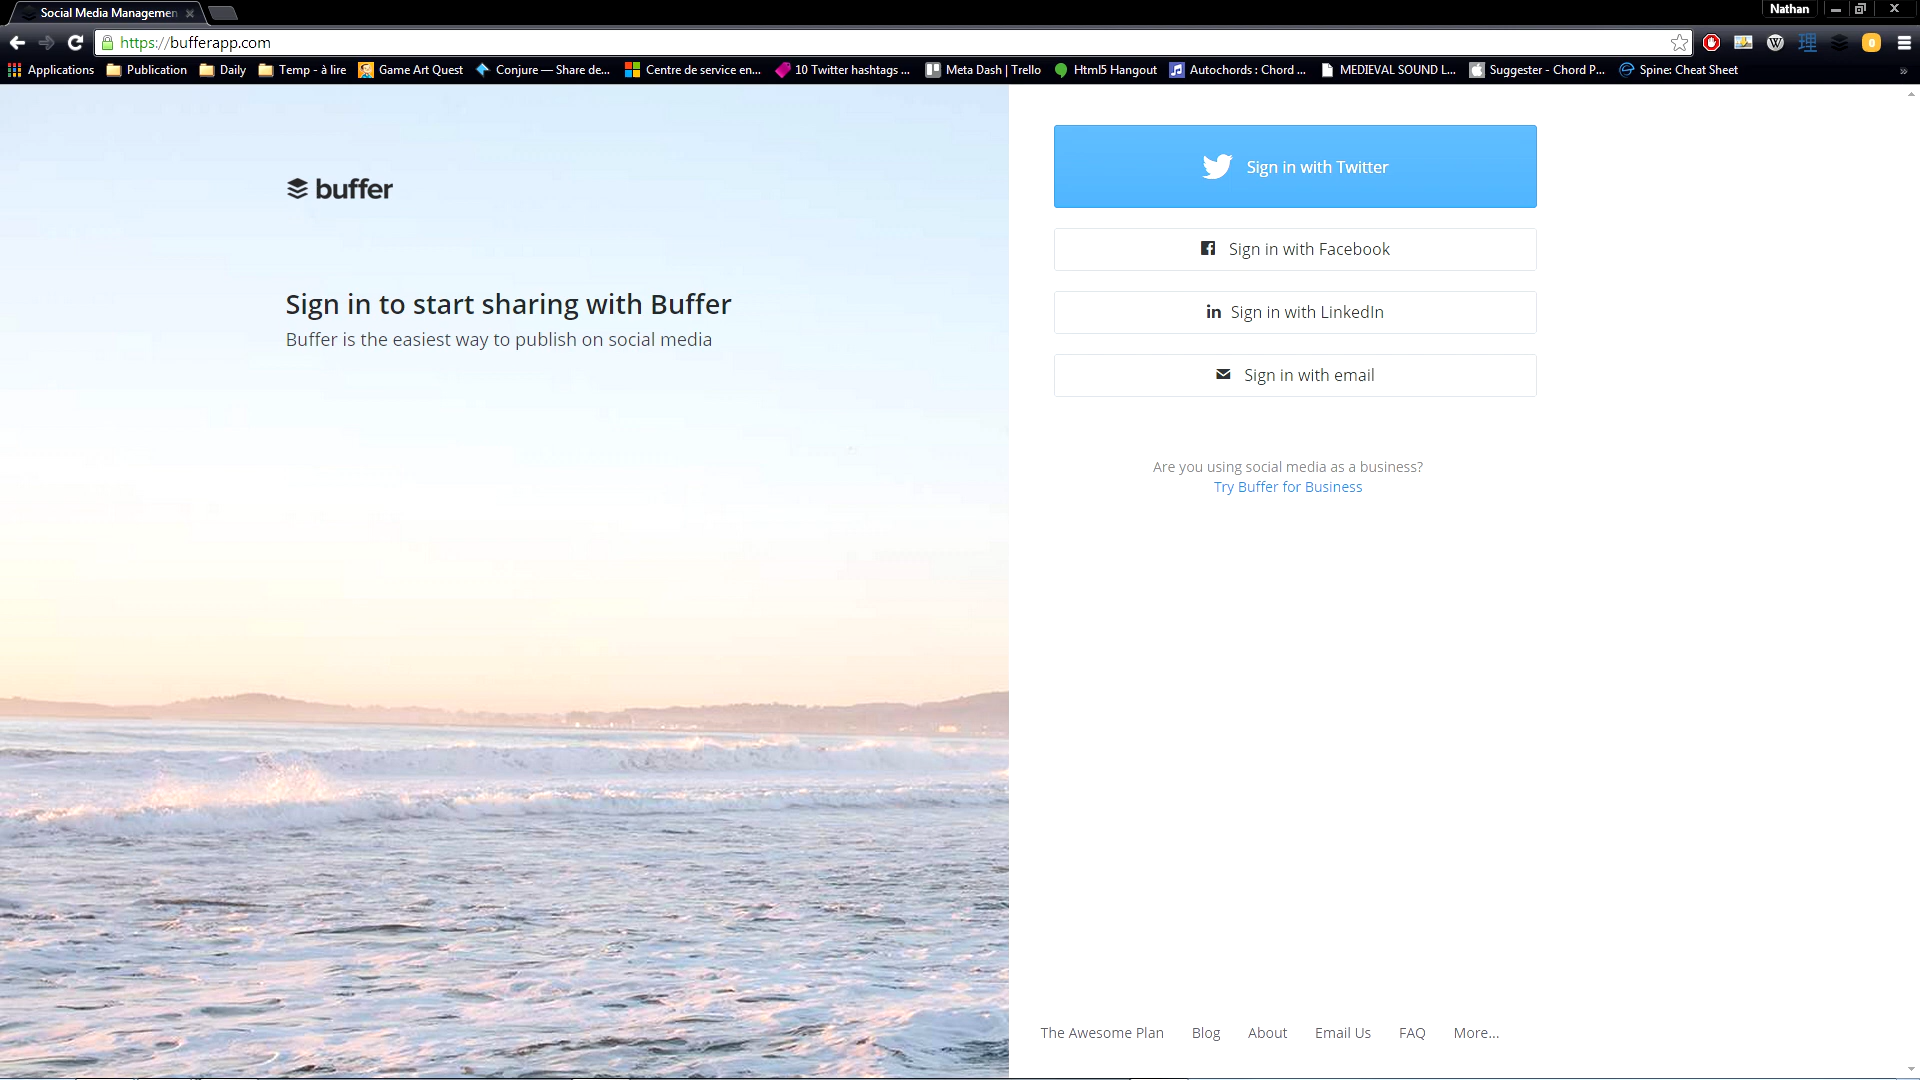 Social Media Managemen
Nathan
https://bufferapp.com
Applications Publication Daily Temp - à lire Game Art Quest Conjure — Share de... Centre de service en... 10 Twitter hashtags ... Meta Dash | Trello Html5 Hangout Autochords : Chord ... MEDIEVAL SOUND L... Suggester - Chord P... Spine: Cheat Sheet »
buffer
Sign in to start sharing with Buffer
Buffer is the easiest way to publish on social media
Sign in with Twitter
Sign in with Facebook
in Sign in with LinkedIn
Sign in with email
Are you using social media as a business?
Try Buffer for Business
The Awesome Plan Blog About Email Us FAQ More...